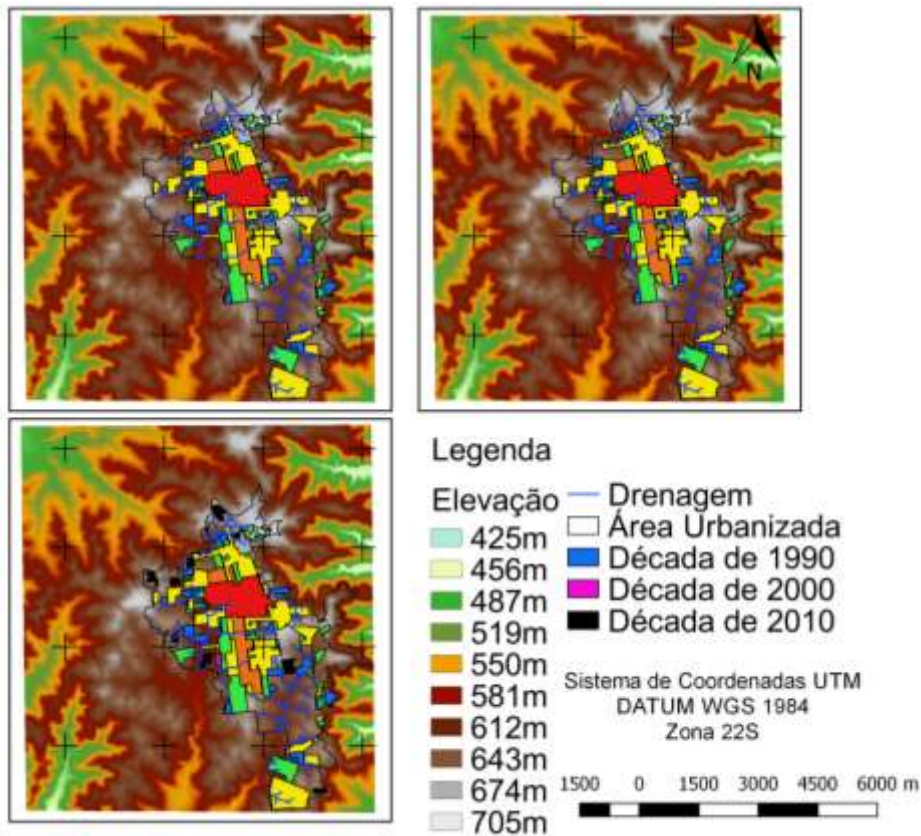 N
Legenda
Elevação
425m
456m
487m
519m
550m
581m
612m
643m
674m
705m
Drenagem
Área Urbanizada
Década de 1990
Década de 2000
Década de 2010
Sistema de Coordenadas UTM
DATUM WGS 1984
Zona 22S
1500 0 1500 3000 4500 6000 m